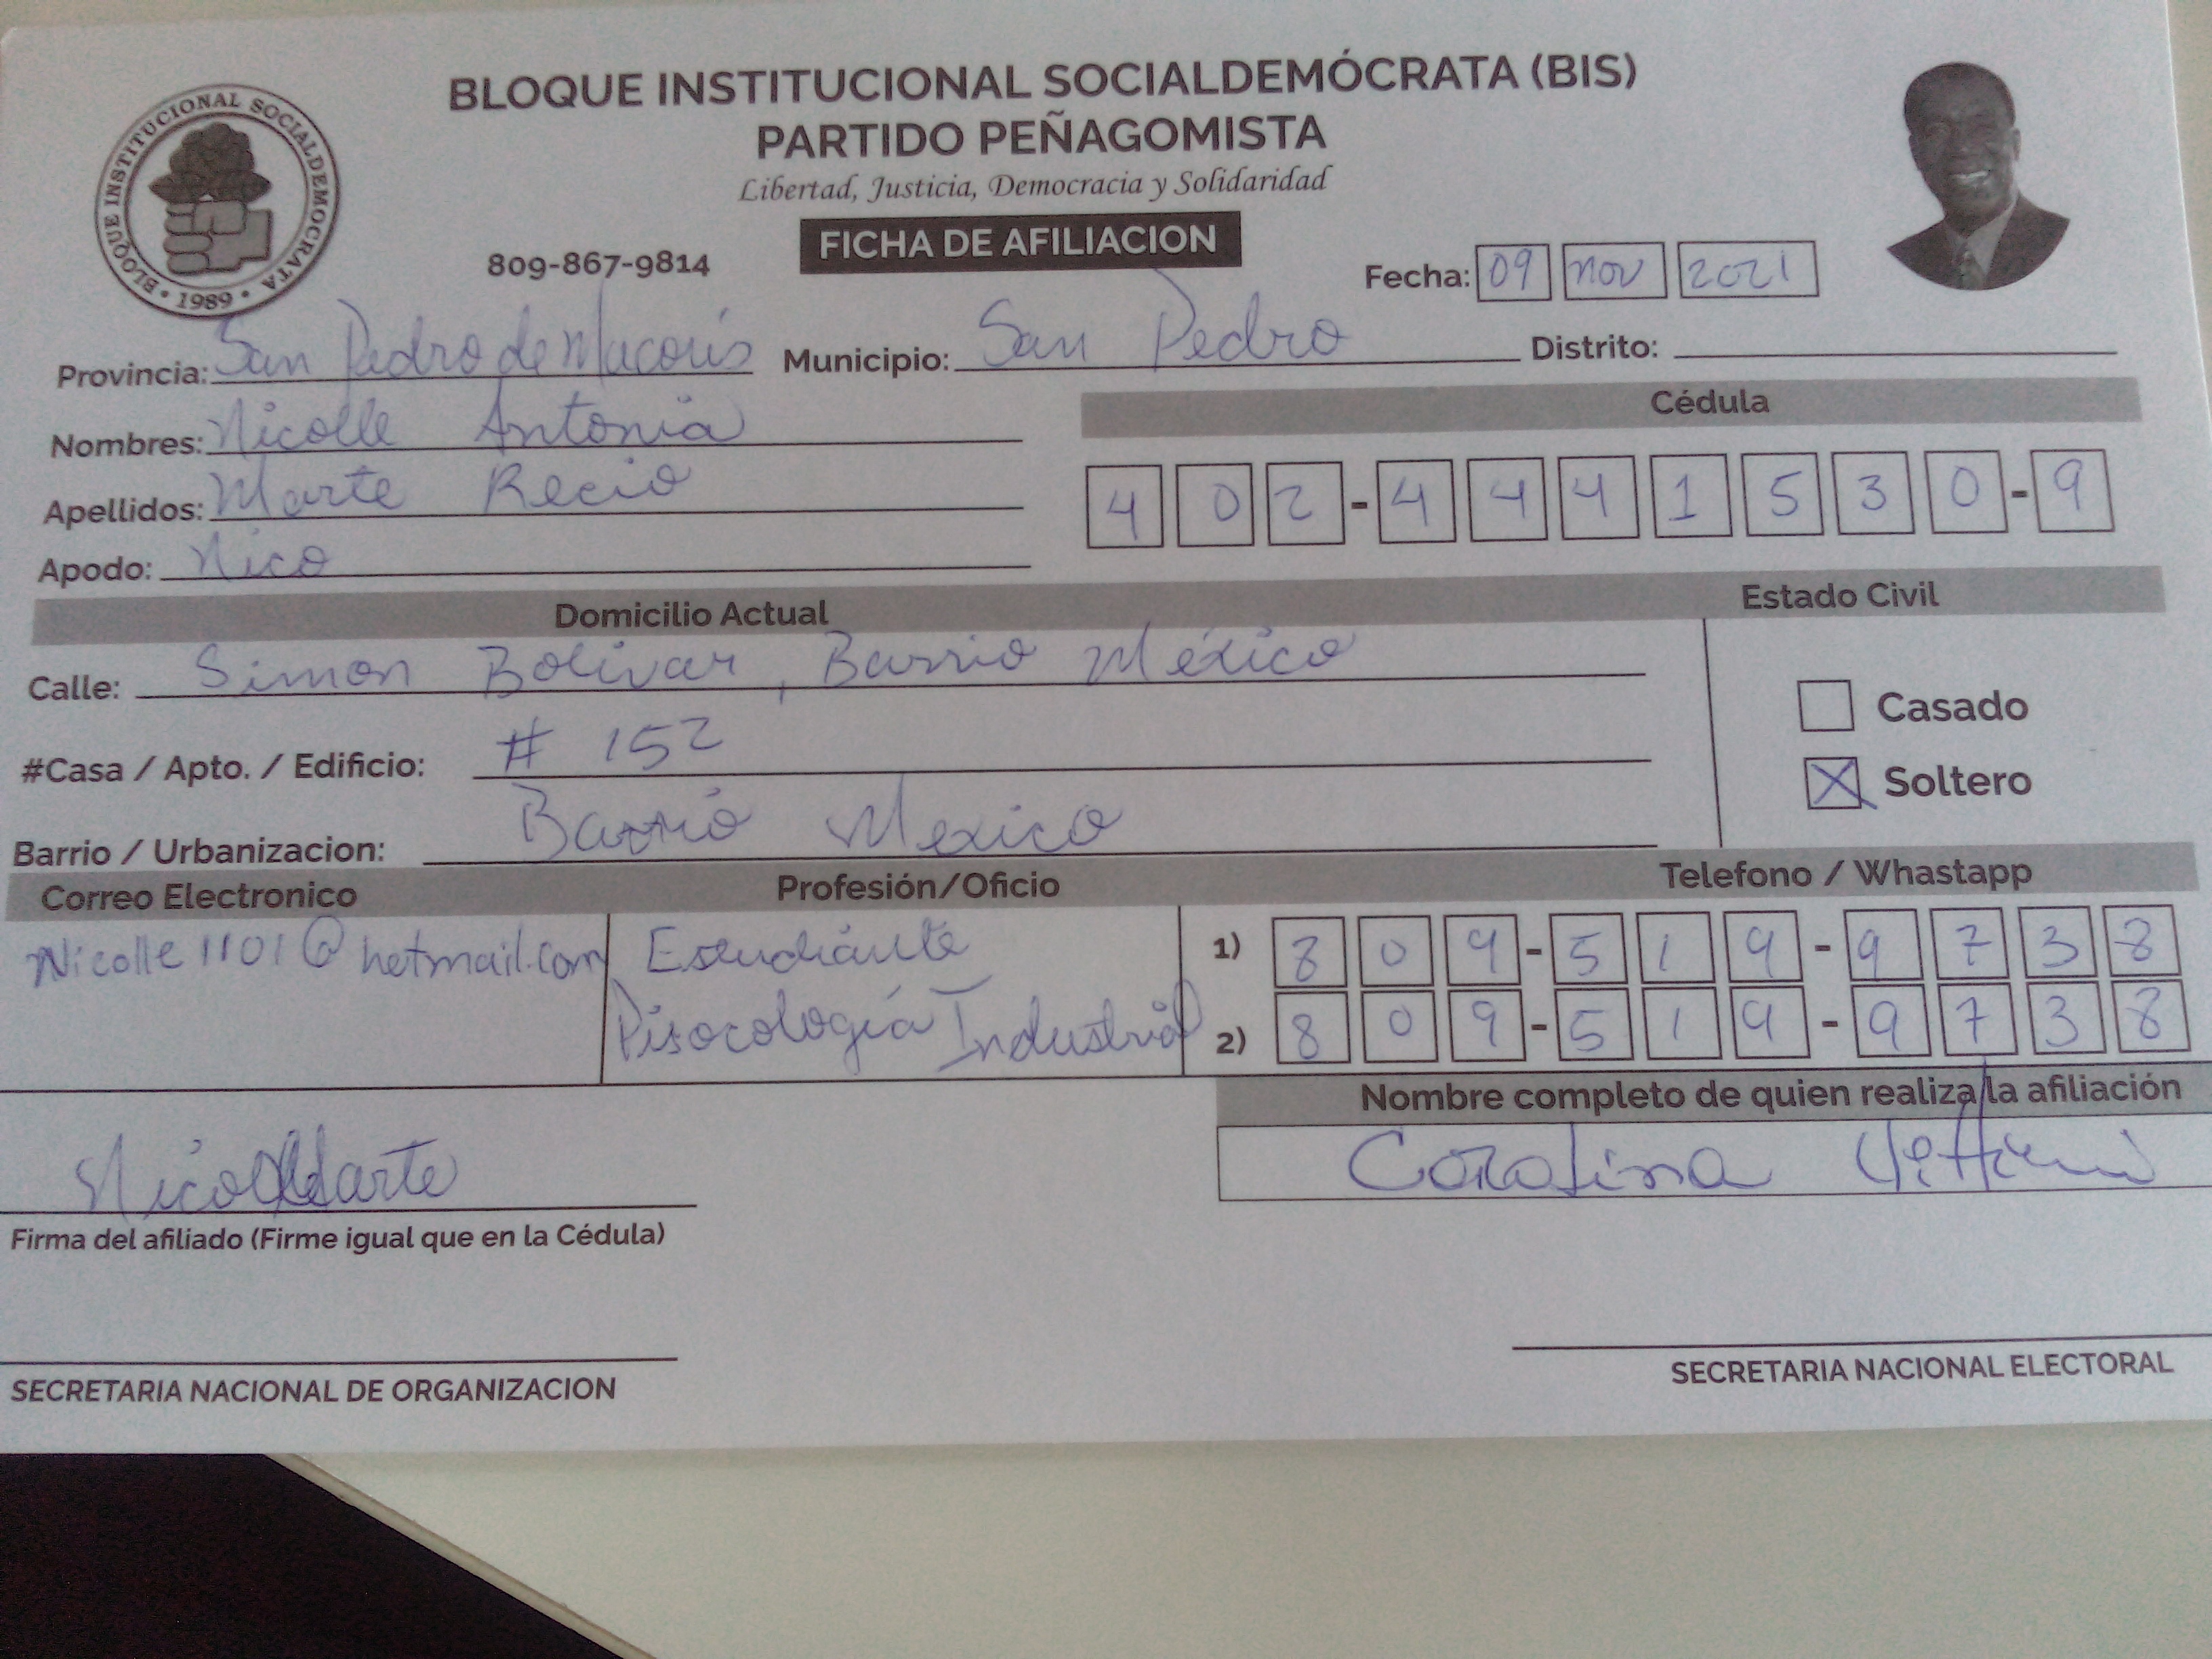 BLOQUE INSTITUCIONAL SOCIALDEMÓCRATA (BIS)
PARTIDO PEÑAGOMISTA
Libertad, Justicia, Democracia y Solidaridad
BLOQUE INSTITUCIONAL SOCIALDEMOCRATA • 1989 •
809-867-9814 FICHA DE AFILIACION
Fecha: 09 nov 2021
Provincia: San Pedro de Macorís Municipio: San Pedro Distrito:
Nombres: Nicolle Antonia
Cédula
Apellidos: Marte Recio
402-4441530-9
Apodo: Nico
Domicilio Actual Estado Civil
Calle: Simon Bolivar, Barrio México
Casado
#Casa / Apto. / Edificio: # 152
Soltero
Barrio / Urbanizacion: Barrio Mexico
Correo Electronico Profesión/Oficio Telefono / Whastapp
Nicolle1101@hotmail.com Estudiante 1) 809-519-9738
Pisocología Industrial 2) 809-519-9738
Nombre completo de quien realiza la afiliación
Nicolle Marte Carolina
Firma del afiliado (Firme igual que en la Cédula)
SECRETARIA NACIONAL DE ORGANIZACION SECRETARIA NACIONAL ELECTORAL